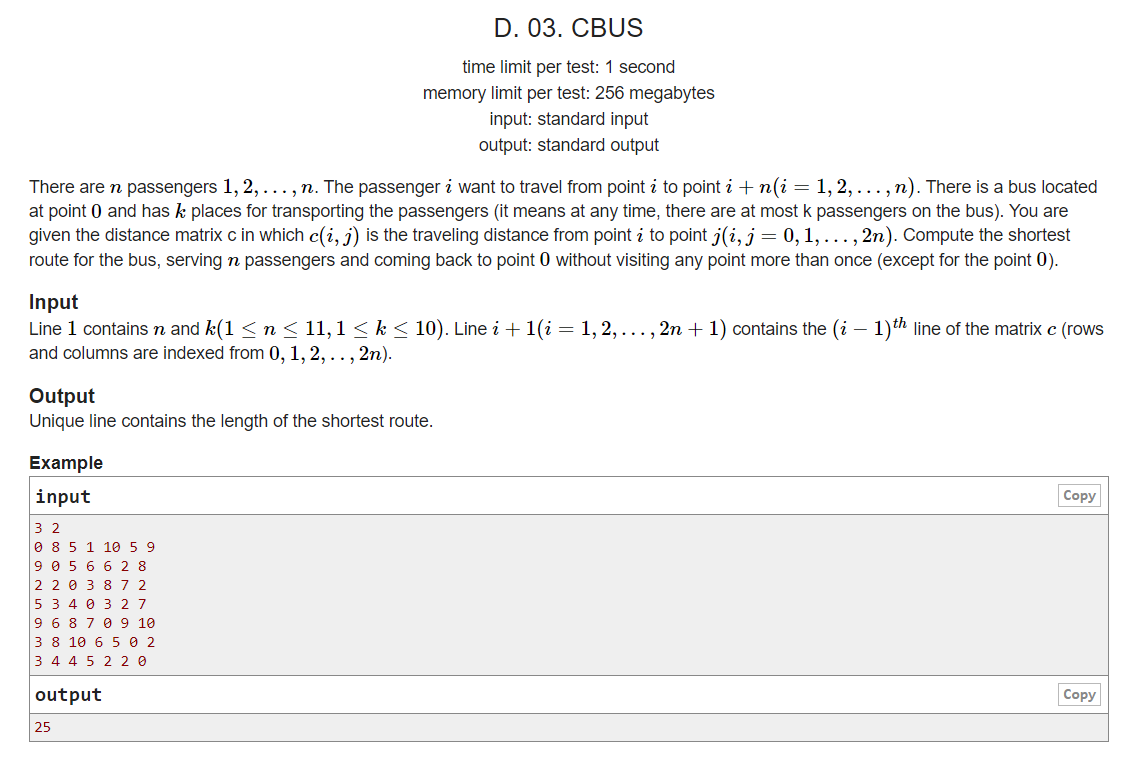 D. 03. CBUS
time limit per test: 1 second
memory limit per test: 256 megabytes
input: standard input
output: standard output
There are n passengers 1, 2, . . . , n. The passenger i want to travel from point i to point i + n(i = 1, 2, . . . , n). There is a bus located
at point 0 and has k places for transporting the passengers (it means at any time, there are at most k passengers on the bus). You are
given the distance matrix c in which c(i, j) is the traveling distance from point i to point j(i, j = 0, 1, . . . , 2n). Compute the shortest
route for the bus, serving n passengers and coming back to point 0 without visiting any point more than once (except for the point 0).
Input
Line 1 contains n and k(1 ≤ n ≤ 11, 1 ≤ k ≤ 10). Line i + 1(i = 1, 2, . . . , 2n + 1) contains the (i − 1)^th line of the matrix c (rows
and columns are indexed from 0, 1, 2, . . , 2n).
Output
Unique line contains the length of the shortest route.
Example
input
Copy
3 2
0 8 5 1 10 5 9
9 0 5 6 6 2 8
2 2 0 3 8 7 2
5 3 4 0 3 2 7
9 6 8 7 0 9 10
3 8 10 6 5 0 2
3 4 4 5 2 2 0
output
Copy
25